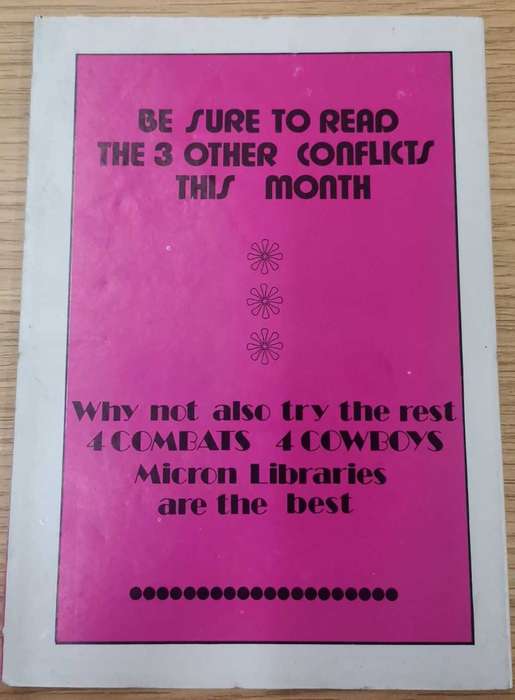 BE SURE TO READ
THE 3 OTHER CONFLICTS
THIS MONTH
Why not also try the rest
4 COMBATS 4 COWBOYS
Micron Libraries
are the best